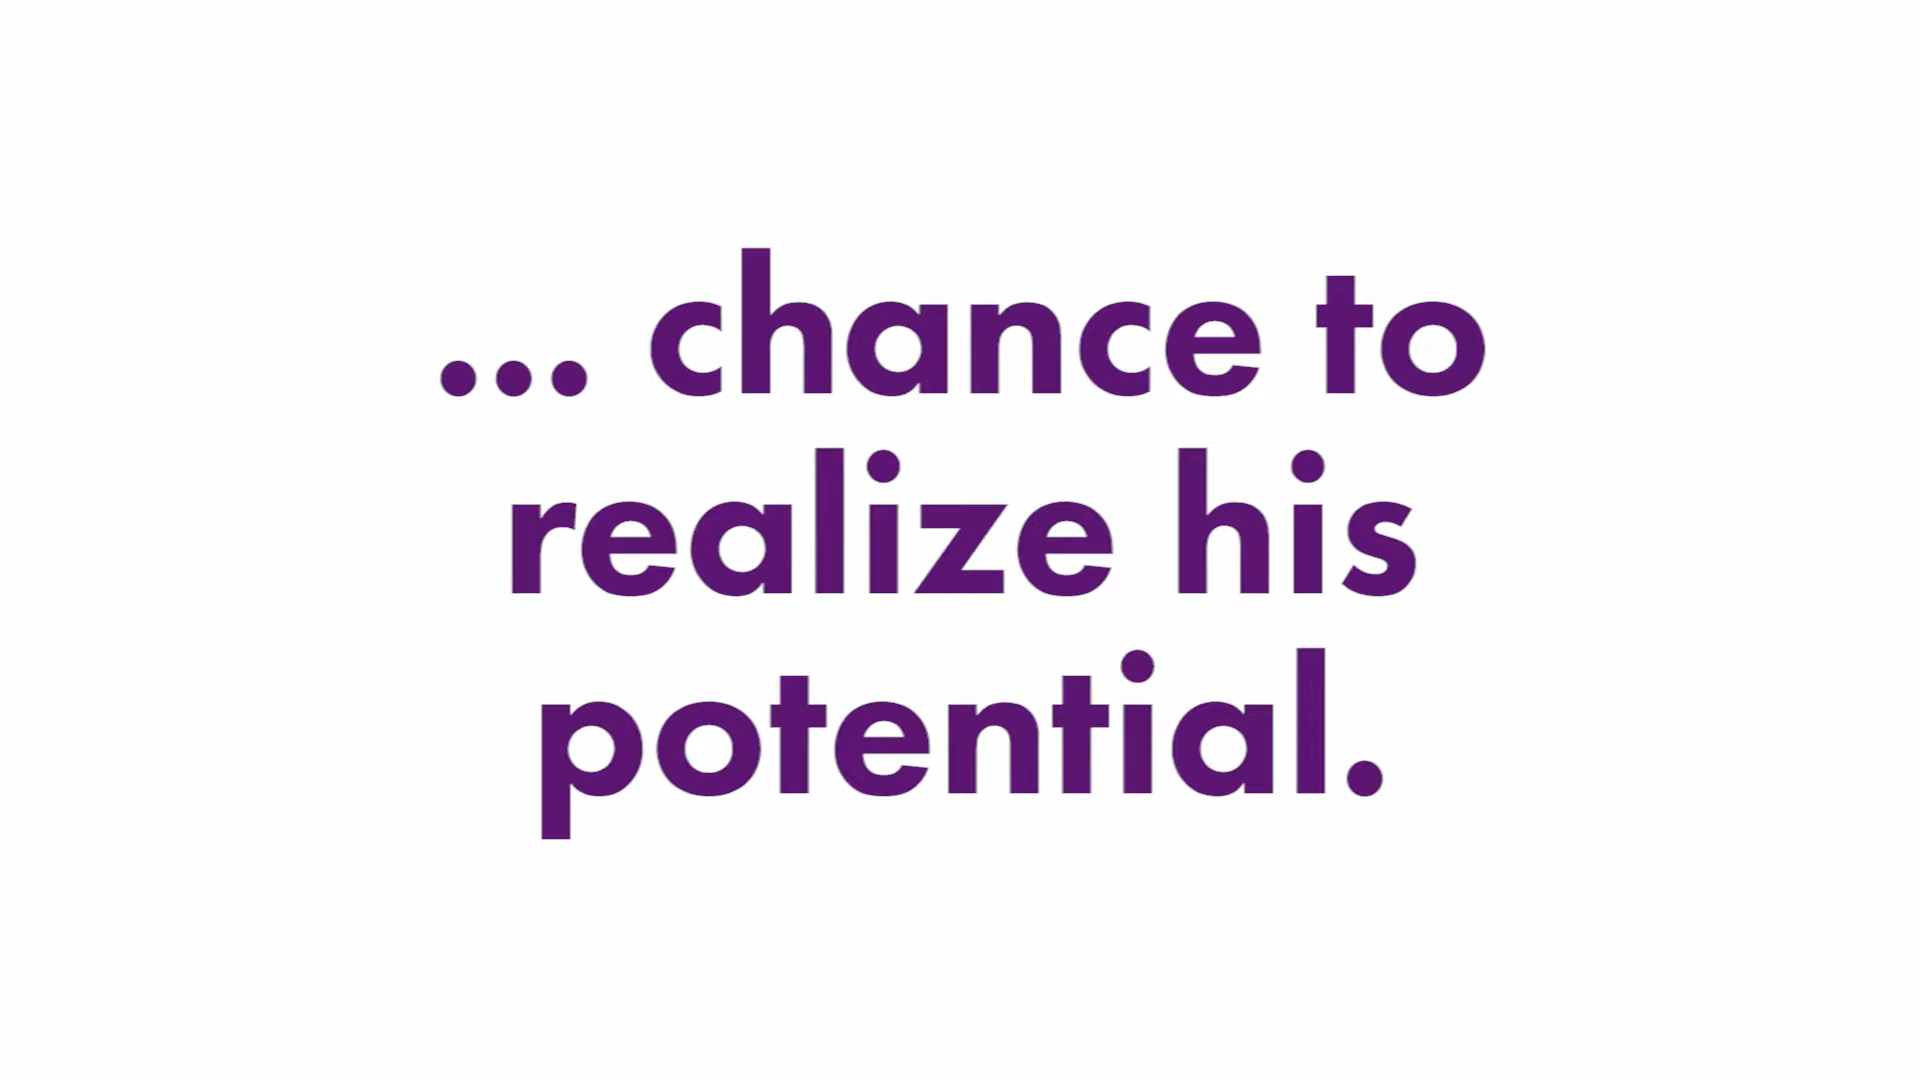 ... chance to
realize his
potential.